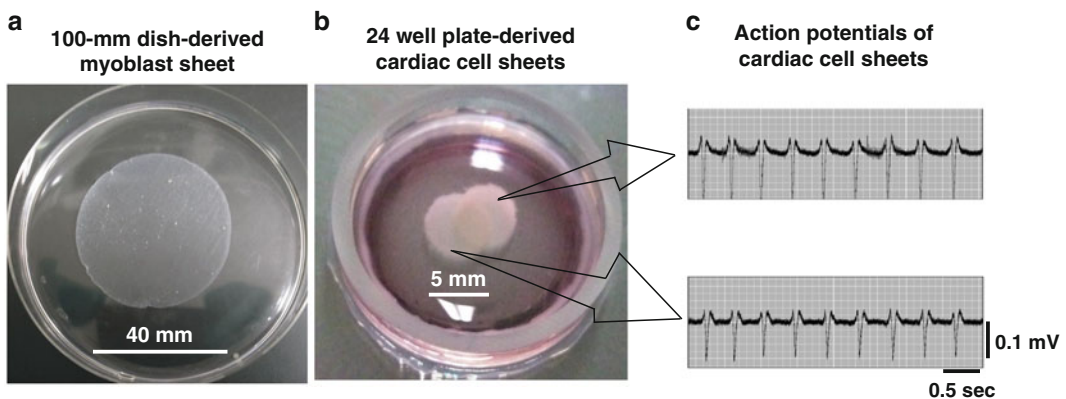 a
100-mm dish-derived
myoblast sheet
40 mm
b
24 well plate-derived
cardiac cell sheets
5 mm
c
Action potentials of
cardiac cell sheets
0.1 mV
0.5 sec